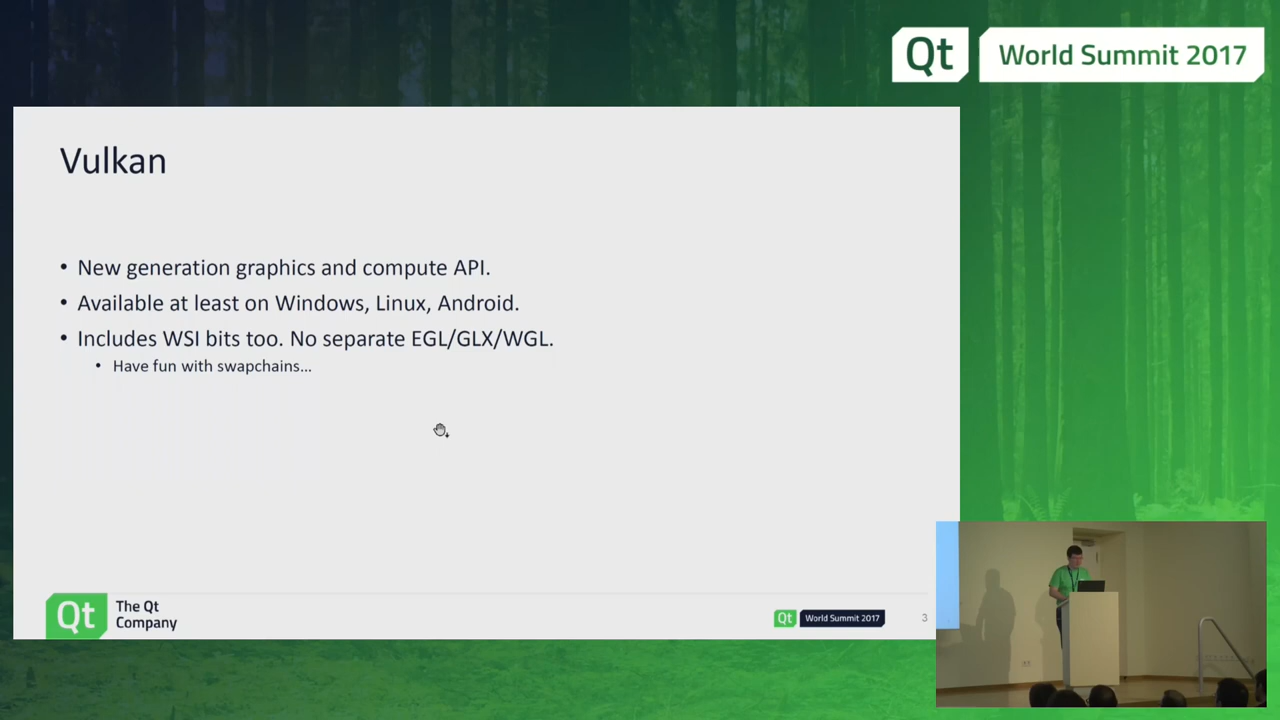 Qt World Summit 2017
Vulkan
• New generation graphics and compute API.
• Available at least on Windows, Linux, Android.
• Includes WSI bits too. No separate EGL/GLX/WGL.
• Have fun with swapchains...
Qt The Qt
Company
Qt World Summit 2017 3